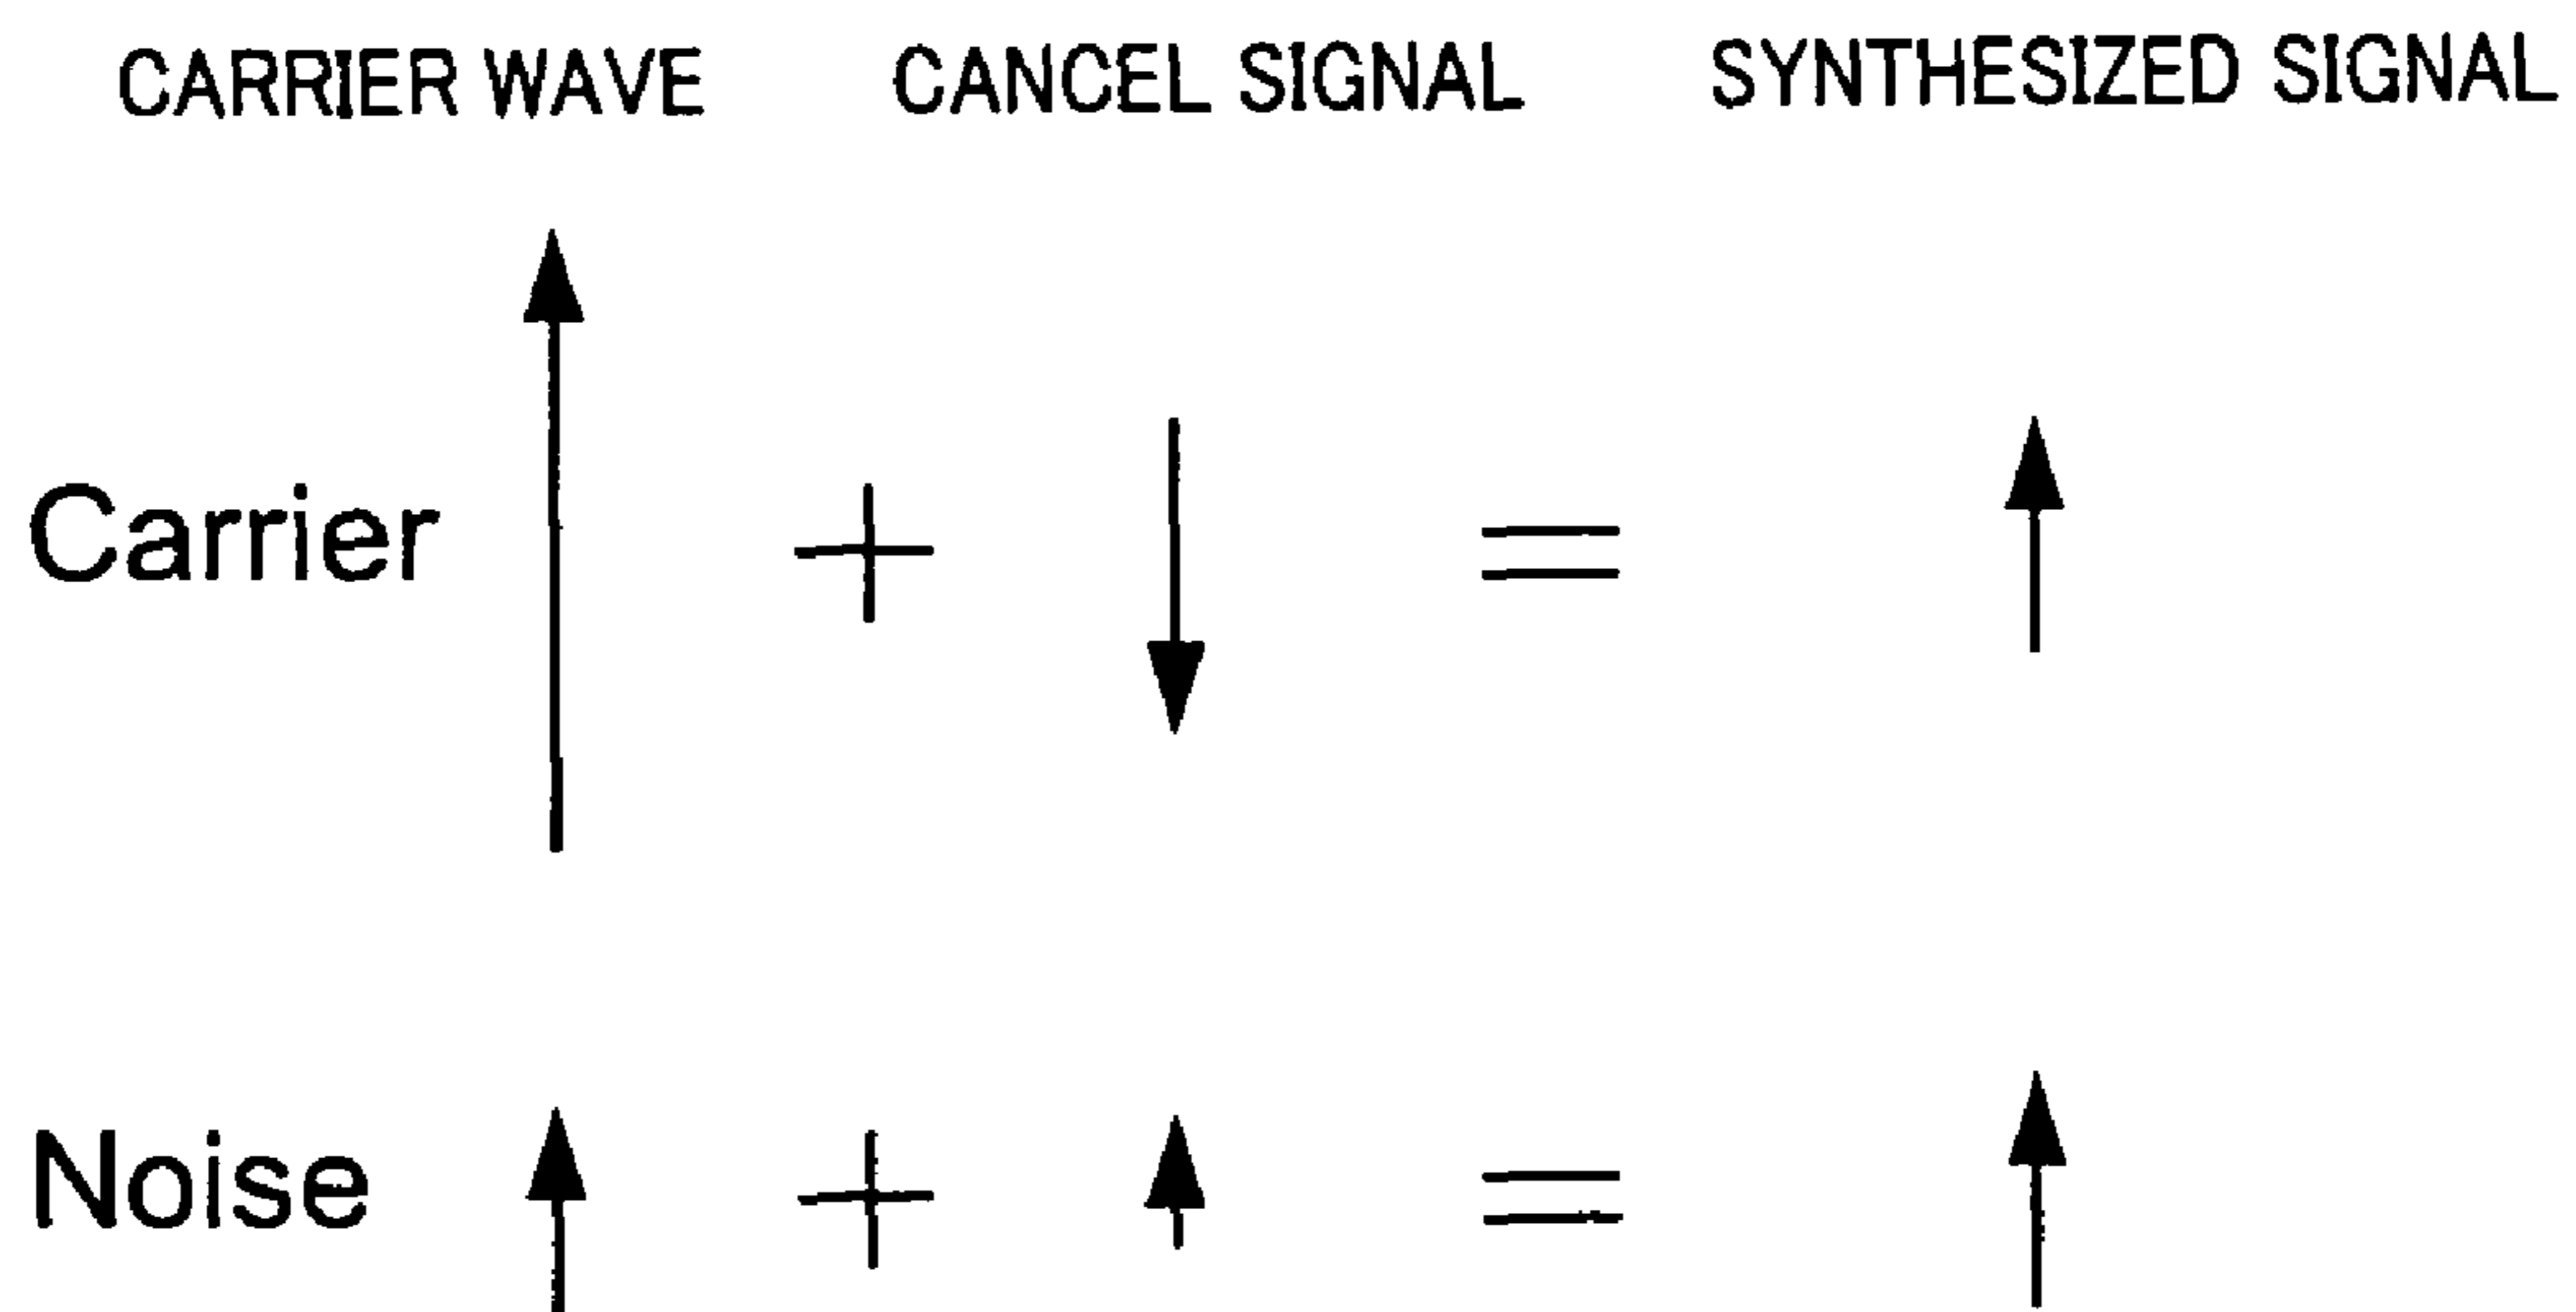 CARRIER WAVE CANCEL SIGNAL SYNTHESIZED SIGNAL
Carrier + =
Noise + =